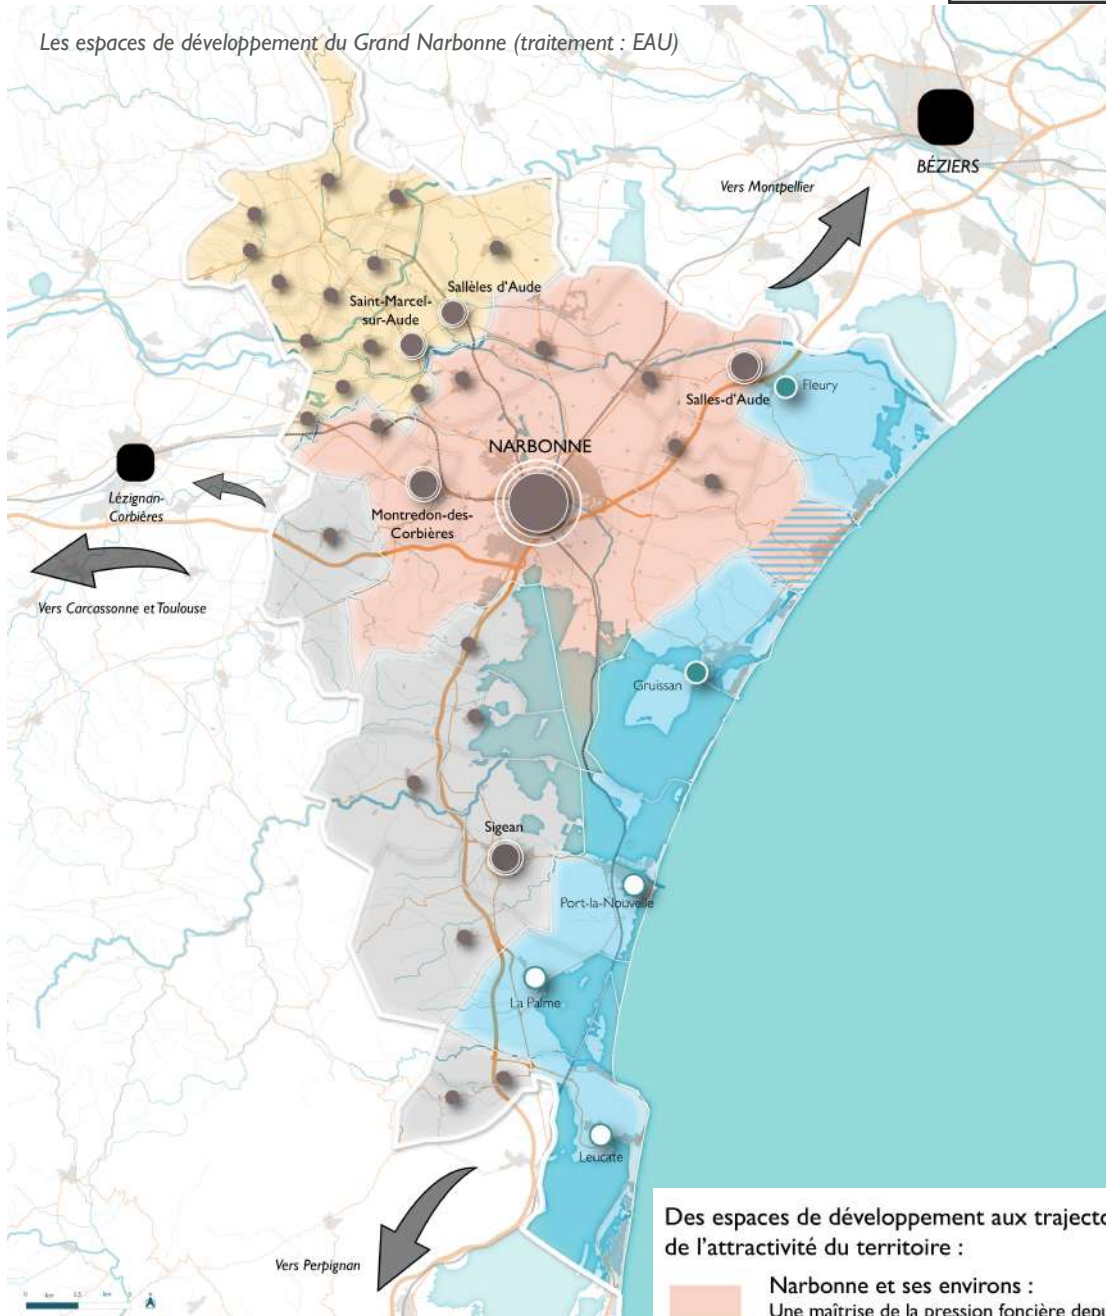 Les espaces de développement du Grand Narbonne (traitement : EAU)
BÉZIERS
Vers Montpellier
Sallèles d'Aude
Saint-Marcel-
sur-Aude
Fleury
Salles-d'Aude
NARBONNE
Lézignan-
Corbières
Montredon-des-
Corbières
Vers Carcassonne et Toulouse
Gruissan
Sigean
Port-la-Nouvelle
La Palme
Leucate
Vers Perpignan
Des espaces de développement aux trajecto
de l'attractivité du territoire :
Narbonne et ses environs :
Une maîtrise de la pression foncière dep